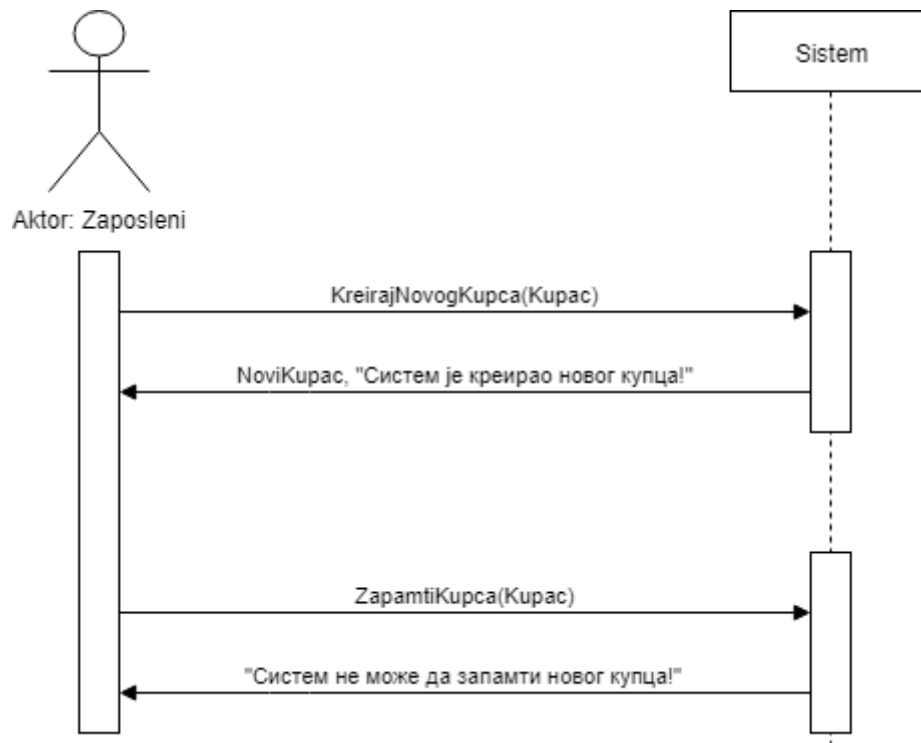 Sistem
Aktor: Zaposleni
KreirajNovogKupca(Kupac)
NoviKupac, "Систем је креирао новог купца!"
ZapamtiKupca(Kupac)
"Систем не може да запамти новог купца!"